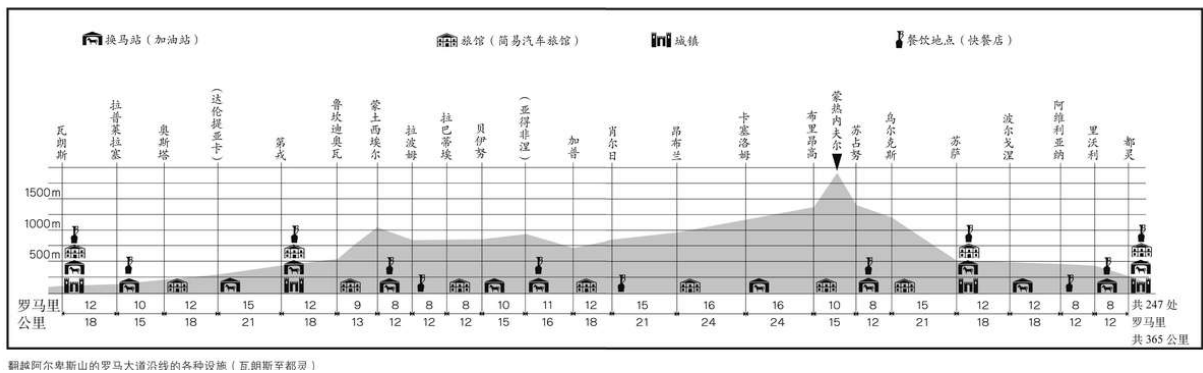 换马站（加油站）
旅馆（简易汽车旅馆）
城镇
餐饮地点（快餐店）
瓦朗斯
拉普莱拉塞
奥斯塔
（达伦提亚卡）
第戎
鲁坎迪奥瓦
蒙土西埃尔
拉波姆
拉巴蒂埃
贝伊努
（亚得非涅）
加普
肖尔日
昂布兰
卡塞洛姆
布里昂高
蒙热内夫尔
苏占努
乌尔克斯
苏萨
波尔戈涅
阿维利亚纳
里沃利
都灵
1500m
1000m
500m
罗马里 12 10 12 15 12 9 8 8 8 10 11 12 15 16 16 10 8 15 12 12 8 8 共 247 处
公里 18 15 18 21 18 13 12 12 12 15 16 18 21 24 24 15 12 21 18 18 12 12 罗马里
共 365 公里
翻越阿尔卑斯山的罗马大道沿线的各种设施（瓦朗斯至都灵）